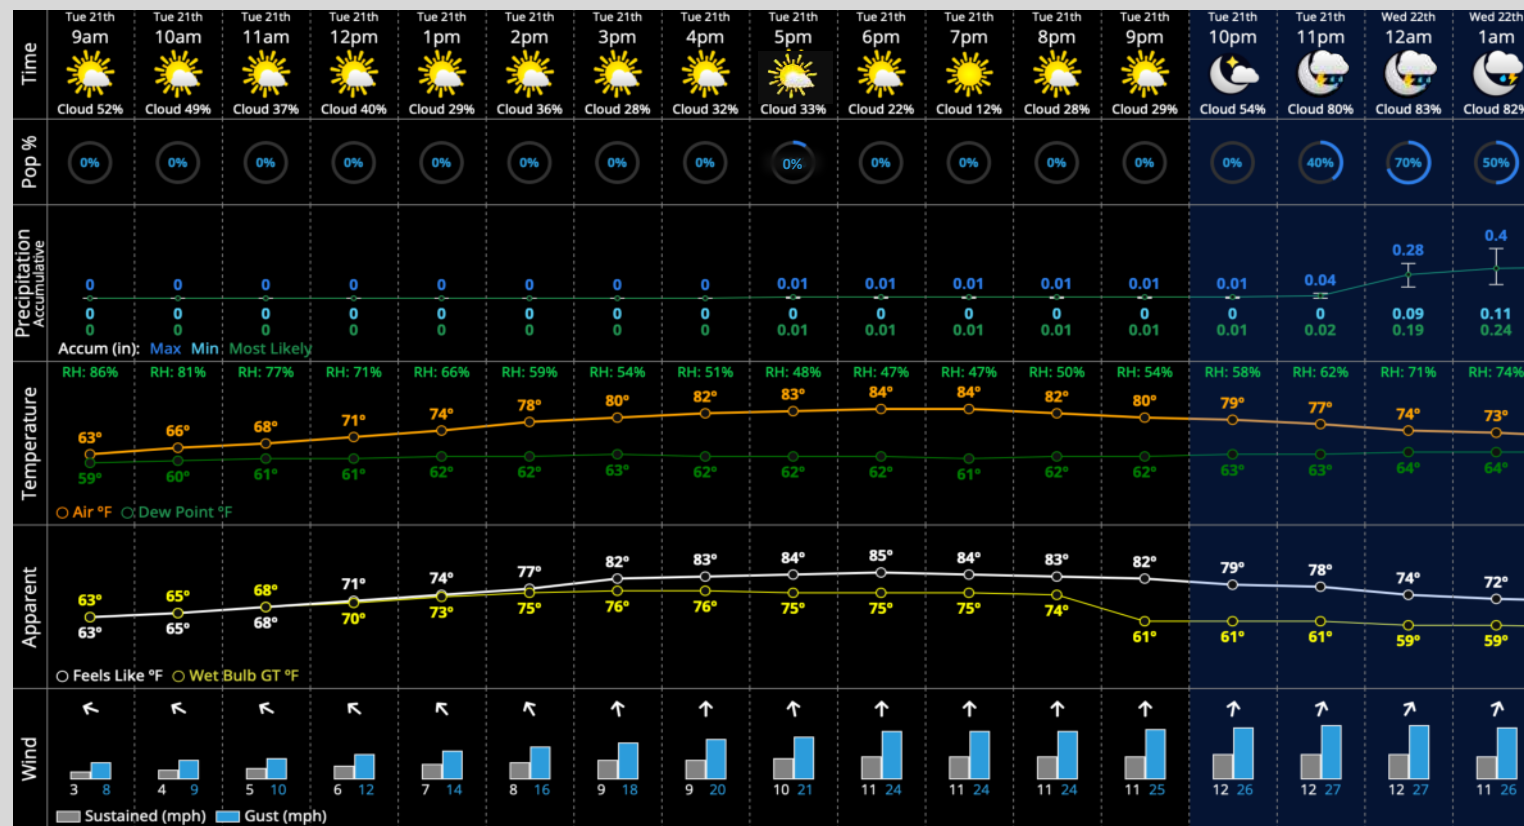 Time
Tue 21th Tue 21th Tue 21th Tue 21th Tue 21th Tue 21th Tue 21th Tue 21th Tue 21th Tue 21th Tue 21th Tue 21th Tue 21th Tue 21th Tue 21th Wed 22th Wed 22th
9am 10am 11am 12pm 1pm 2pm 3pm 4pm 5pm 6pm 7pm 8pm 9pm 10pm 11pm 12am 1am
Cloud 52% Cloud 49% Cloud 37% Cloud 40% Cloud 29% Cloud 36% Cloud 28% Cloud 32% Cloud 33% Cloud 22% Cloud 12% Cloud 28% Cloud 29% Cloud 54% Cloud 80% Cloud 83% Cloud 82%
Pop %
0% 0% 0% 0% 0% 0% 0% 0% 0% 0% 0% 0% 0% 0% 40% 70% 50%
Precipitation
Accumulative
0 0 0 0 0 0 0 0 0.01 0.01 0.01 0.01 0.01 0.01 0.04 0.28 0.4
0 0 0 0 0 0 0 0 0 0 0 0 0 0 0 0.09 0.11
0 0 0 0 0 0 0 0 0.01 0.01 0.01 0.01 0.01 0.01 0.02 0.19 0.24
Accum (in): Max Min Most Likely
Temperature
RH: 86% RH: 81% RH: 77% RH: 71% RH: 66% RH: 59% RH: 54% RH: 51% RH: 48% RH: 47% RH: 47% RH: 50% RH: 54% RH: 58% RH: 62% RH: 71% RH: 74%
63° 66° 68° 71° 74° 78° 80° 82° 83° 84° 84° 82° 80° 79° 77° 74° 73°
59° 60° 61° 61° 62° 62° 63° 62° 62° 62° 61° 62° 62° 63° 63° 64° 64°
Air °F Dew Point °F
Apparent
63° 65° 68° 71° 74° 77° 82° 83° 84° 85° 84° 83° 82° 79° 78° 74° 72°
63° 65° 68° 70° 73° 75° 76° 76° 75° 75° 75° 74° 61° 61° 61° 59° 59°
Feels Like °F Wet Bulb GT °F
Wind
3 8 4 9 5 10 6 12 7 14 8 16 9 18 9 20 10 21 11 24 11 24 11 24 11 25 12 26 12 27 12 27 11 26
Sustained (mph) Gust (mph)